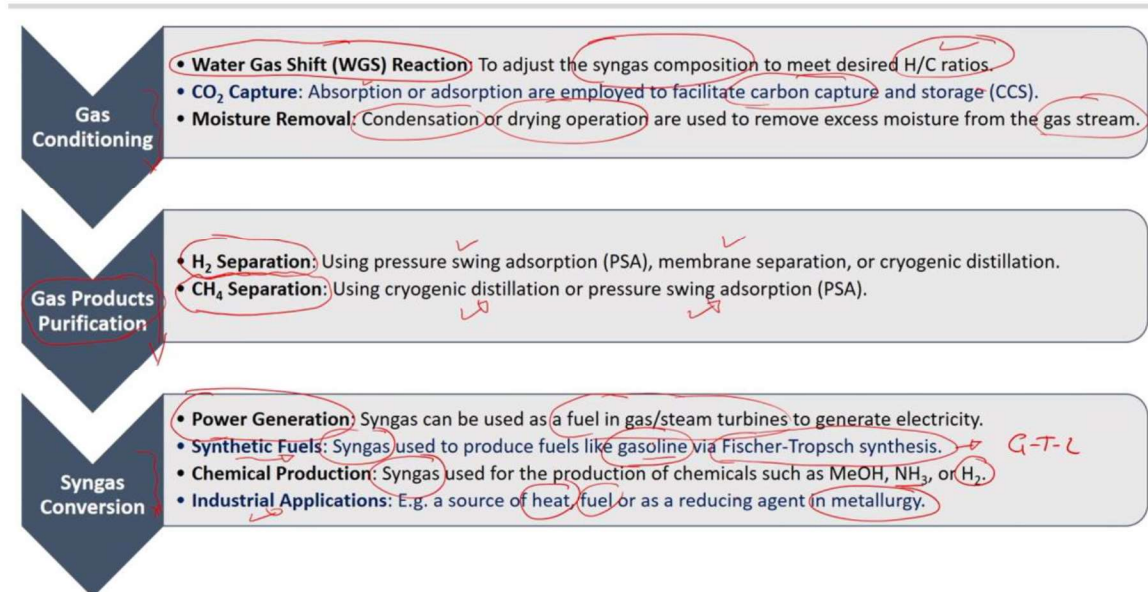 Gas
Conditioning
• Water Gas Shift (WGS) Reaction: To adjust the syngas composition to meet desired H/C ratios.
• CO₂ Capture: Absorption or adsorption are employed to facilitate carbon capture and storage (CCS).
• Moisture Removal: Condensation or drying operation are used to remove excess moisture from the gas stream.
Gas Products
Purification
• H₂ Separation: Using pressure swing adsorption (PSA), membrane separation, or cryogenic distillation.
• CH₄ Separation: Using cryogenic distillation or pressure swing adsorption (PSA).
Syngas
Conversion
• Power Generation: Syngas can be used as a fuel in gas/steam turbines to generate electricity.
• Synthetic Fuels: Syngas used to produce fuels like gasoline via Fischer-Tropsch synthesis. G-T-L
• Chemical Production: Syngas used for the production of chemicals such as MeOH, NH₃, or H₂.
• Industrial Applications: E.g. a source of heat, fuel or as a reducing agent in metallurgy.